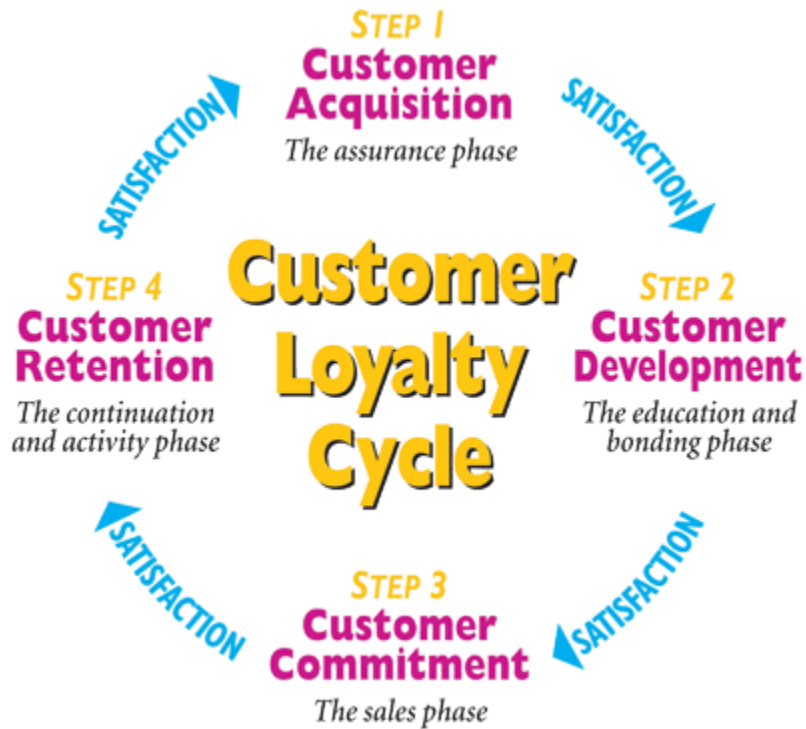 STEP 1
Customer
Acquisition
The assurance phase
SATISFACTION
STEP 2
Customer
Development
The education and
bonding phase
SATISFACTION
STEP 3
Customer
Commitment
The sales phase
SATISFACTION
STEP 4
Customer
Retention
The continuation
and activity phase
SATISFACTION
Customer
Loyalty
Cycle